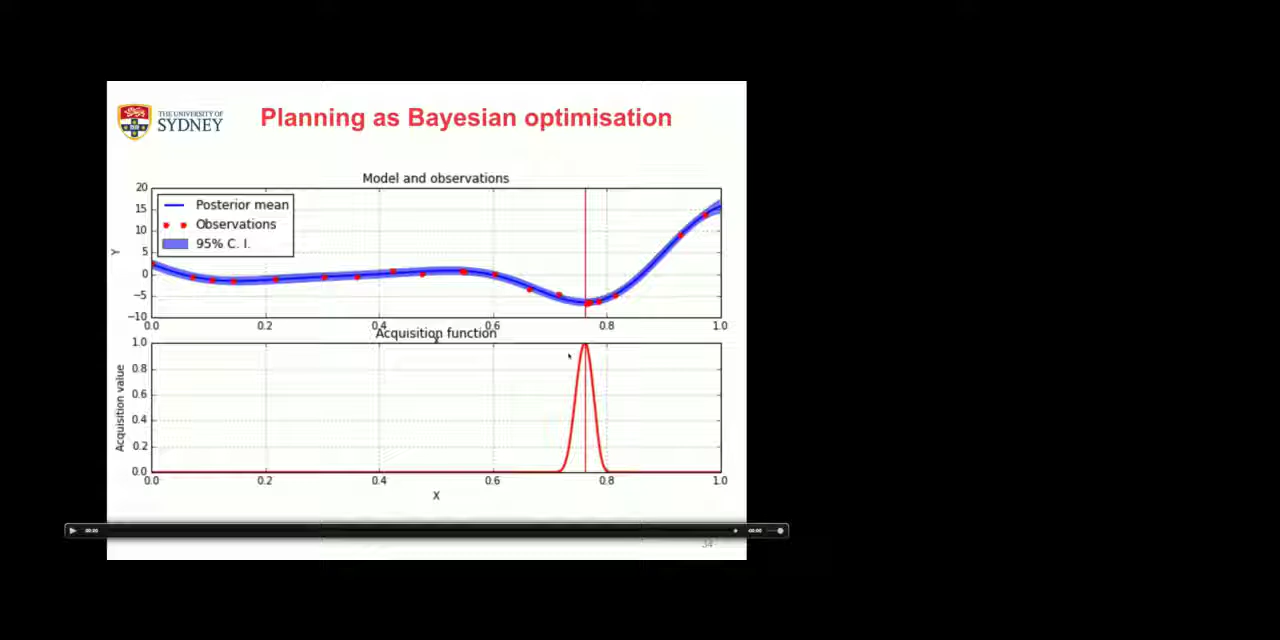 THE UNIVERSITY OF
SYDNEY
Planning as Bayesian optimisation
Model and observations
20
15
10
5
0
−5
−10
Y
Posterior mean
Observations
95% C. I.
0.0 0.2 0.4 0.6 0.8 1.0
Acquisition function
1.0
0.8
0.6
0.4
0.2
0.0
Acquisition value
0.0 0.2 0.4 0.6 0.8 1.0
X
34